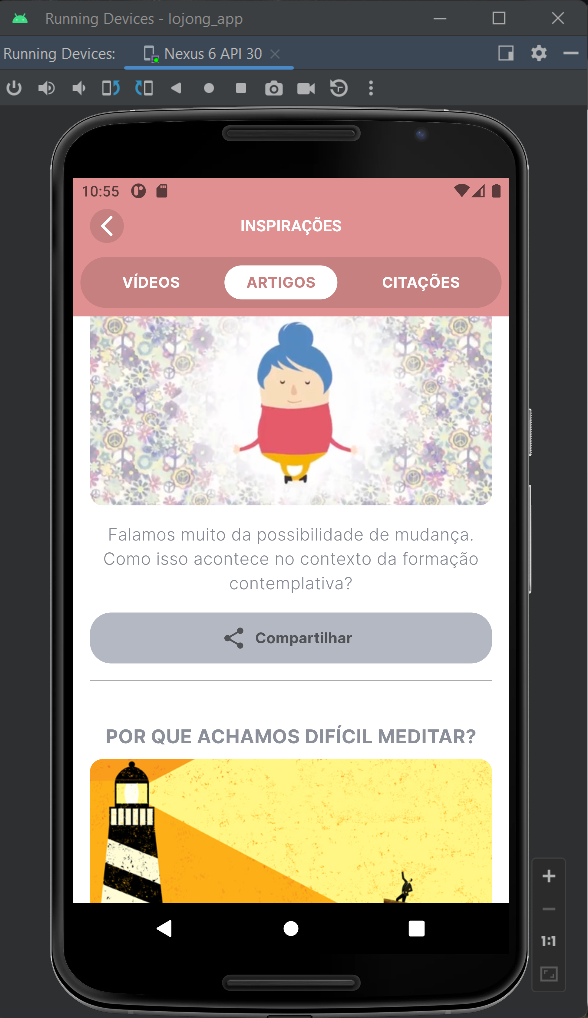 Running Devices - lojong_app
Running Devices:
Nexus 6 API 30
10:55
INSPIRAÇÕES
VÍDEOS
ARTIGOS
CITAÇÕES
Falamos muito da possibilidade de mudança.
Como isso acontece no contexto da formação
contemplativa?
Compartilhar
POR QUE ACHAMOS DIFÍCIL MEDITAR?
1:1